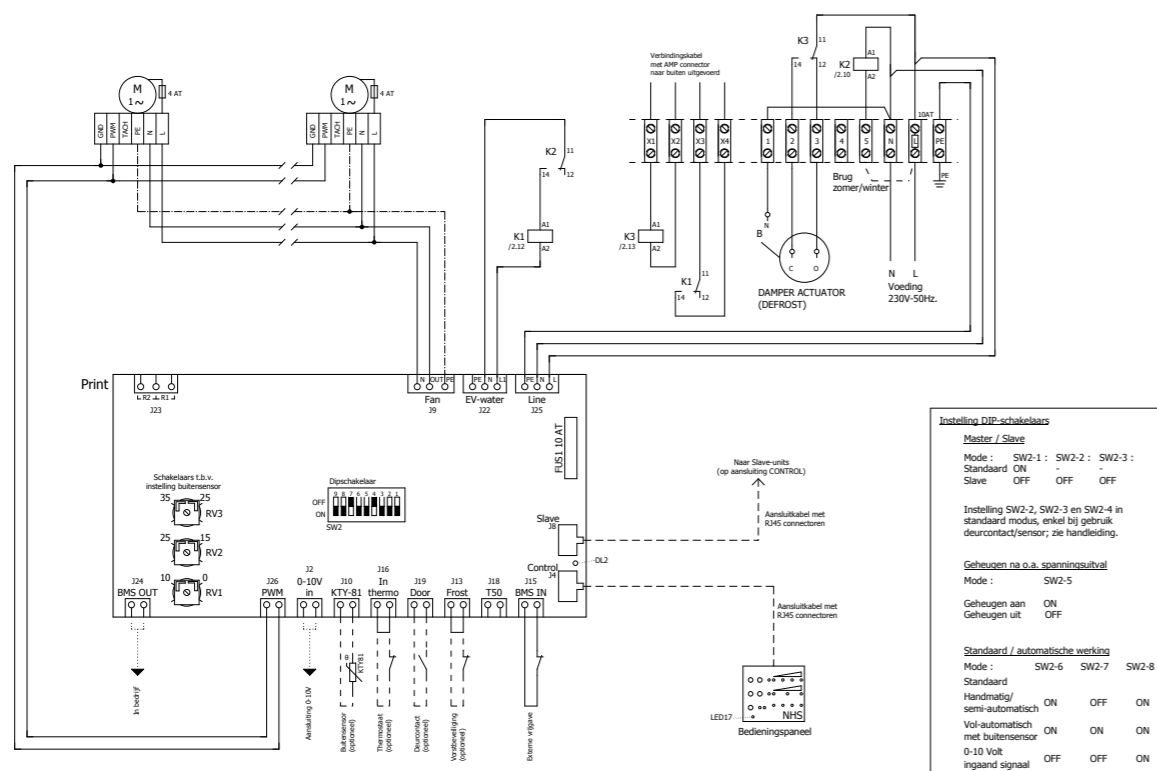 M
1~
4 AT
M
1~
4 AT
GND
PWM
TACH
PE
N
L
GND
PWM
TACH
PE
N
L
K2
11
12
14
K1
/2.12
A1
A2
Verbindingskabel
met AMP connector
naar buiten uitgevoerd
X1
X2
X3
X4
K3
/2.13
A1
A2
K1
11
14
12
K3
11
14
12
K2
/2.10
A1
A2
10AT
1
2
3
4
5
N
L
PE
Brug
zomer/winter
PE
N
B
C
O
DAMPER ACTUATOR
(DEFROST)
N
L
Voeding
230V-50Hz.
Print
R2
R1
J23
N
OUT
PE
Fan
J9
PE
N
L1
EV-water
J22
PE
N
L
Line
J25
FUS1 10 AT
Schakelaars t.b.v.
instelling buitensensor
35
25
RV3
25
15
RV2
10
0
RV1
Dipschakelaar
9 8 7 6 5 4 3 2 1
OFF
ON
SW2
Slave
J8
DL2
Control
J4
J24
BMS OUT
J26
PWM
J2
0-10V
in
J10
KTY-81
J16
In
thermo
J19
Door
J13
Frost
J18
T50
J15
BMS IN
In bedrijf
Aansluiting 0-10V
θ
KTY81
Buitensensor
(optioneel)
Thermostaat
(optioneel)
Deurcontact
(optioneel)
Vorstbeveiliging
(optioneel)
Externe vrijgave
Naar Slave-units
(op aansluiting CONTROL)
Aansluitkabel met
RJ45 connectoren
Aansluitkabel met
RJ45 connectoren
NHS
LED17
Bedieningspaneel
Instelling DIP-schakelaars
Master / Slave
Mode : SW2-1 : SW2-2 : SW2-3 :
Standaard ON - -
Slave OFF OFF OFF
Instelling SW2-2, SW2-3 en SW2-4 in
standaard modus, enkel bij gebruik
deurcontact/sensor; zie handleiding.
Geheugen na o.a. spanningsuitval
Mode : SW2-5
Geheugen aan ON
Geheugen uit OFF
Standaard / automatische werking
Mode : SW2-6 SW2-7 SW2-8
Standaard
Handmatig/
semi-automatisch ON OFF ON
Vol-automatisch
met buitensensor ON ON ON
0-10 Volt
ingaand signaal OFF OFF ON